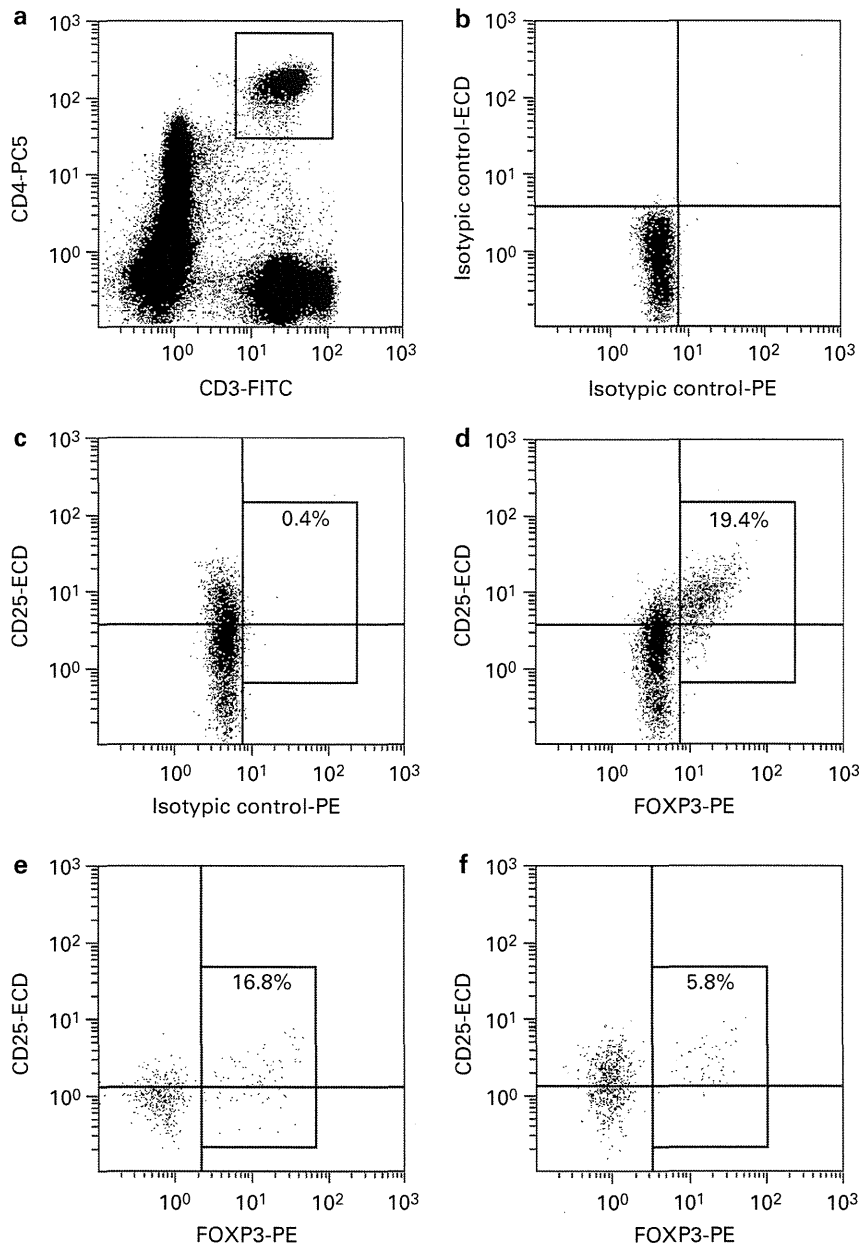 a
10³
10²
10¹
10⁰
CD4-PC5
10⁰ 10¹ 10² 10³
CD3-FITC
b
10³
10²
10¹
10⁰
Isotypic control-ECD
10⁰ 10¹ 10² 10³
Isotypic control-PE
c
10³
10²
10¹
10⁰
CD25-ECD
0.4%
10⁰ 10¹ 10² 10³
Isotypic control-PE
d
10³
10²
10¹
10⁰
CD25-ECD
19.4%
10⁰ 10¹ 10² 10³
FOXP3-PE
e
10³
10²
10¹
10⁰
CD25-ECD
16.8%
10⁰ 10¹ 10² 10³
FOXP3-PE
f
10³
10²
10¹
10⁰
CD25-ECD
5.8%
10⁰ 10¹ 10² 10³
FOXP3-PE